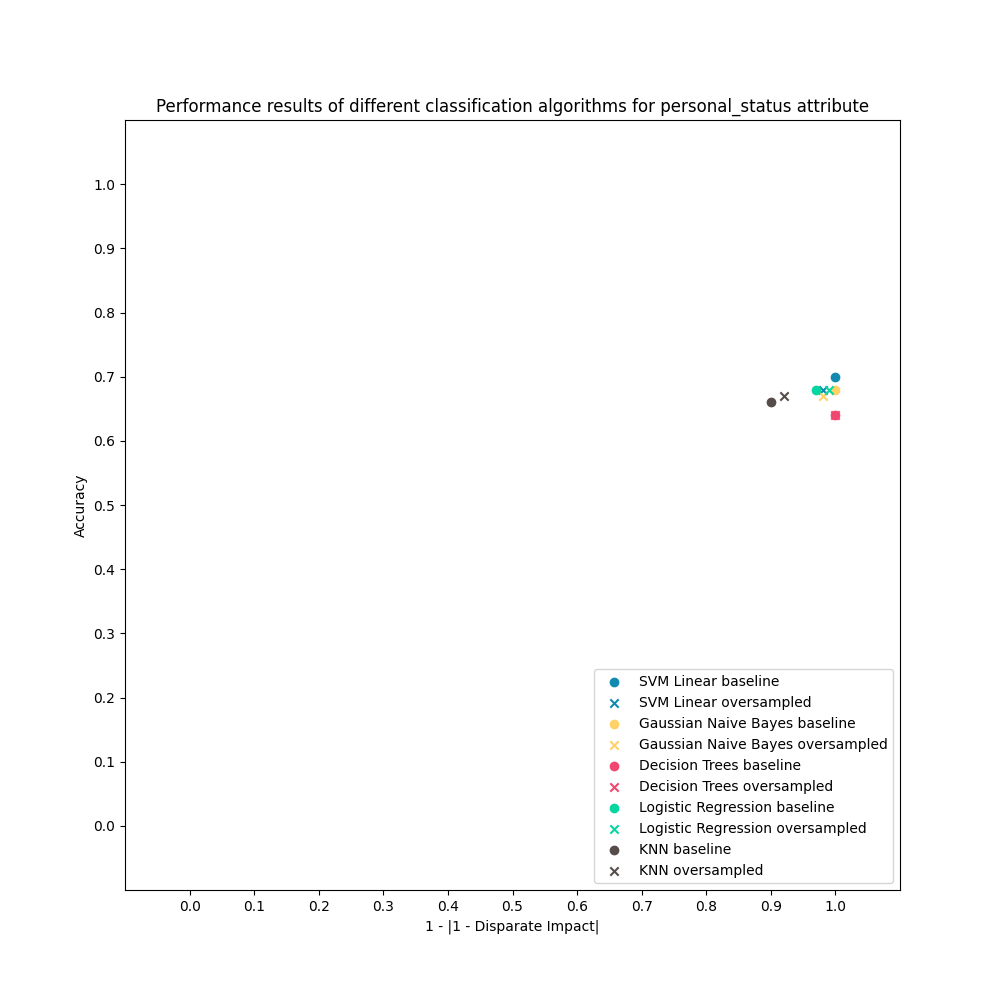 Performance results of different classification algorithms for personal_status attribute
1.0
0.9
0.8
0.7
0.6
0.5
0.4
0.3
0.2
0.1
0.0
Accuracy
SVM Linear baseline
SVM Linear oversampled
Gaussian Naive Bayes baseline
Gaussian Naive Bayes oversampled
Decision Trees baseline
Decision Trees oversampled
Logistic Regression baseline
Logistic Regression oversampled
KNN baseline
KNN oversampled
0.0 0.1 0.2 0.3 0.4 0.5 0.6 0.7 0.8 0.9 1.0
1 - |1 - Disparate Impact|